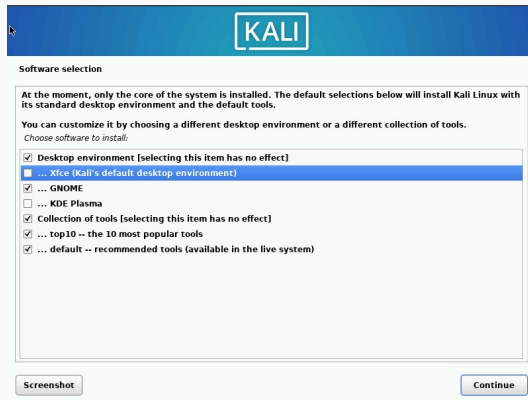 KALI
Software selection
At the moment, only the core of the system is installed. The default selections below will install Kali Linux with
its standard desktop environment and the default tools.
You can customize it by choosing a different desktop environment or a different collection of tools.
Choose software to install:
Desktop environment [selecting this item has no effect]
... Xfce (Kali's default desktop environment)
... GNOME
... KDE Plasma
Collection of tools [selecting this item has no effect]
... top10 -- the 10 most popular tools
... default -- recommended tools (available in the live system)
Screenshot
Continue